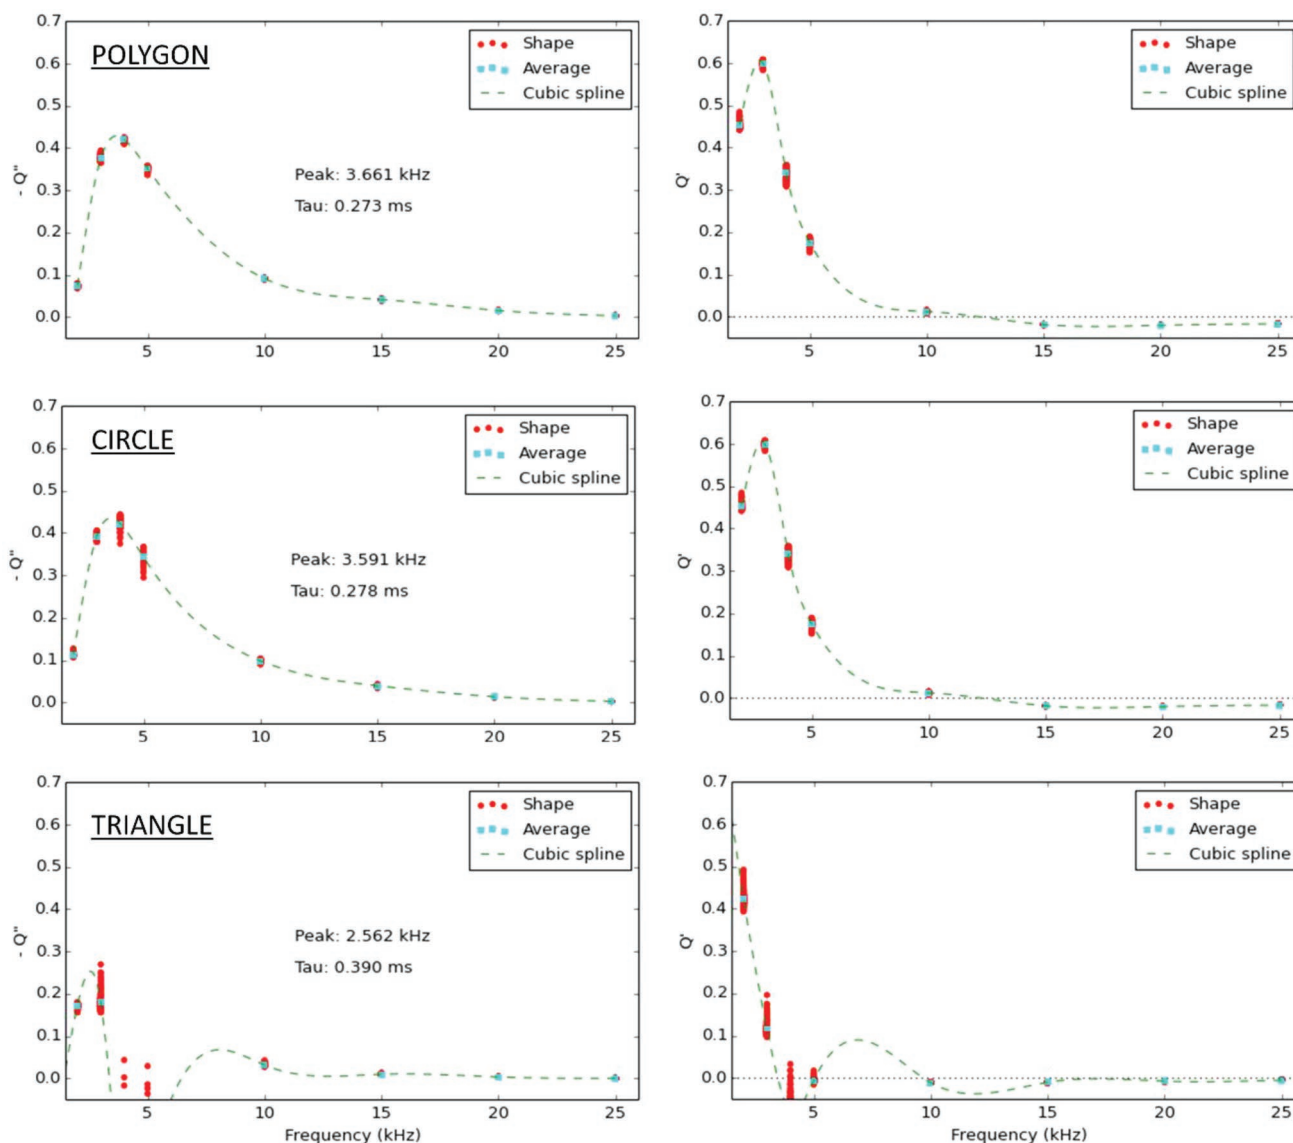 POLYGON
- Q"
0.7
0.6
0.5
0.4
0.3
0.2
0.1
0.0
Shape
Average
Cubic spline
Peak: 3.661 kHz
Tau: 0.273 ms
5 10 15 20 25
Q'
0.7
0.6
0.5
0.4
0.3
0.2
0.1
0.0
Shape
Average
Cubic spline
5 10 15 20 25
CIRCLE
- Q"
0.7
0.6
0.5
0.4
0.3
0.2
0.1
0.0
Shape
Average
Cubic spline
Peak: 3.591 kHz
Tau: 0.278 ms
5 10 15 20 25
Q'
0.7
0.6
0.5
0.4
0.3
0.2
0.1
0.0
Shape
Average
Cubic spline
5 10 15 20 25
TRIANGLE
- Q"
0.7
0.6
0.5
0.4
0.3
0.2
0.1
0.0
Shape
Average
Cubic spline
Peak: 2.562 kHz
Tau: 0.390 ms
5 10 15 20 25
Frequency (kHz)
Q'
0.7
0.6
0.5
0.4
0.3
0.2
0.1
0.0
Shape
Average
Cubic spline
5 10 15 20 25
Frequency (kHz)